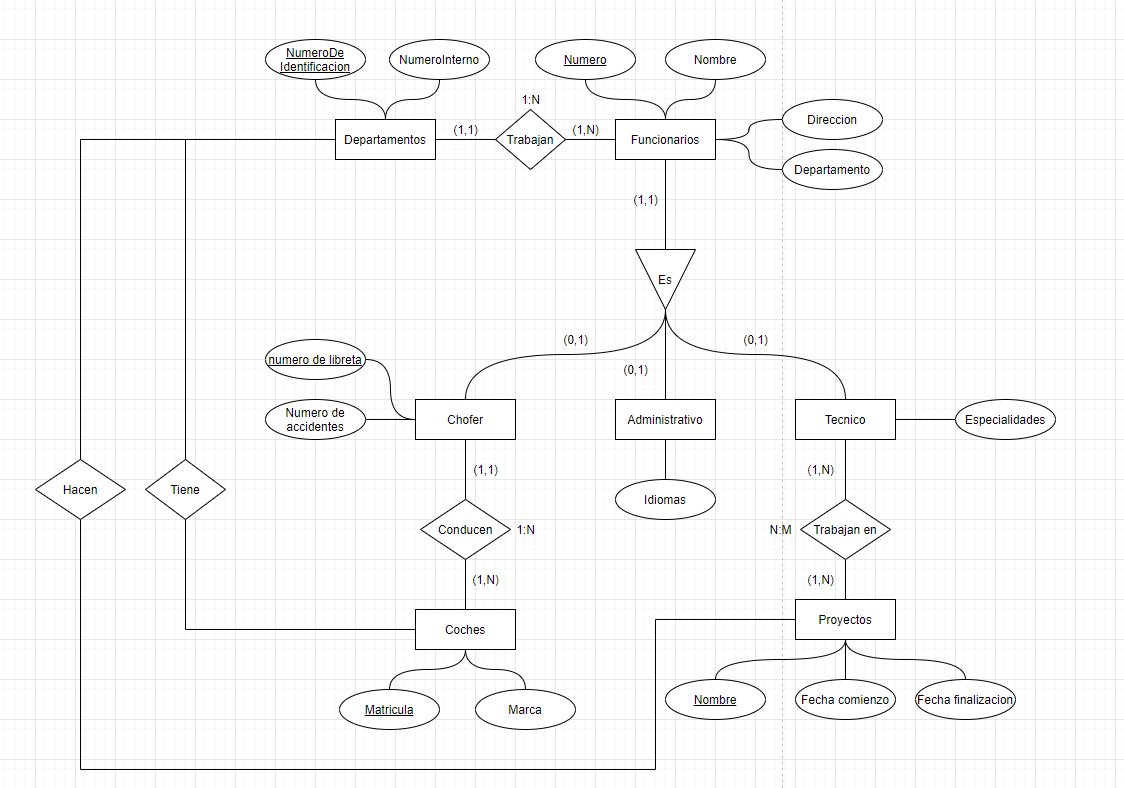 NumeroDe
Identificacion
NumeroInterno
Numero
Nombre
1:N
Direccion
(1,1)
(1,N)
Departamentos
Trabajan
Funcionarios
Departamento
(1,1)
Es
(0,1)
(0,1)
(0,1)
numero de libreta
Numero de
accidentes
Chofer
Administrativo
Tecnico
Especialidades
(1,1)
(1,N)
Hacen
Tiene
Idiomas
Conducen
1:N
N:M
Trabajan en
(1,N)
(1,N)
Coches
Proyectos
Matricula
Marca
Nombre
Fecha comienzo
Fecha finalizacion